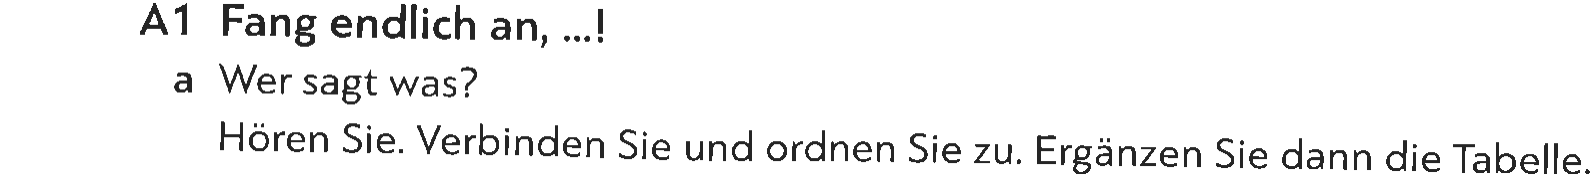 A1 Fang endlich an, ...!
a Wer sagt was?
Hören Sie. Verbinden Sie und ordnen Sie zu. Ergänzen Sie dann die Tabelle.